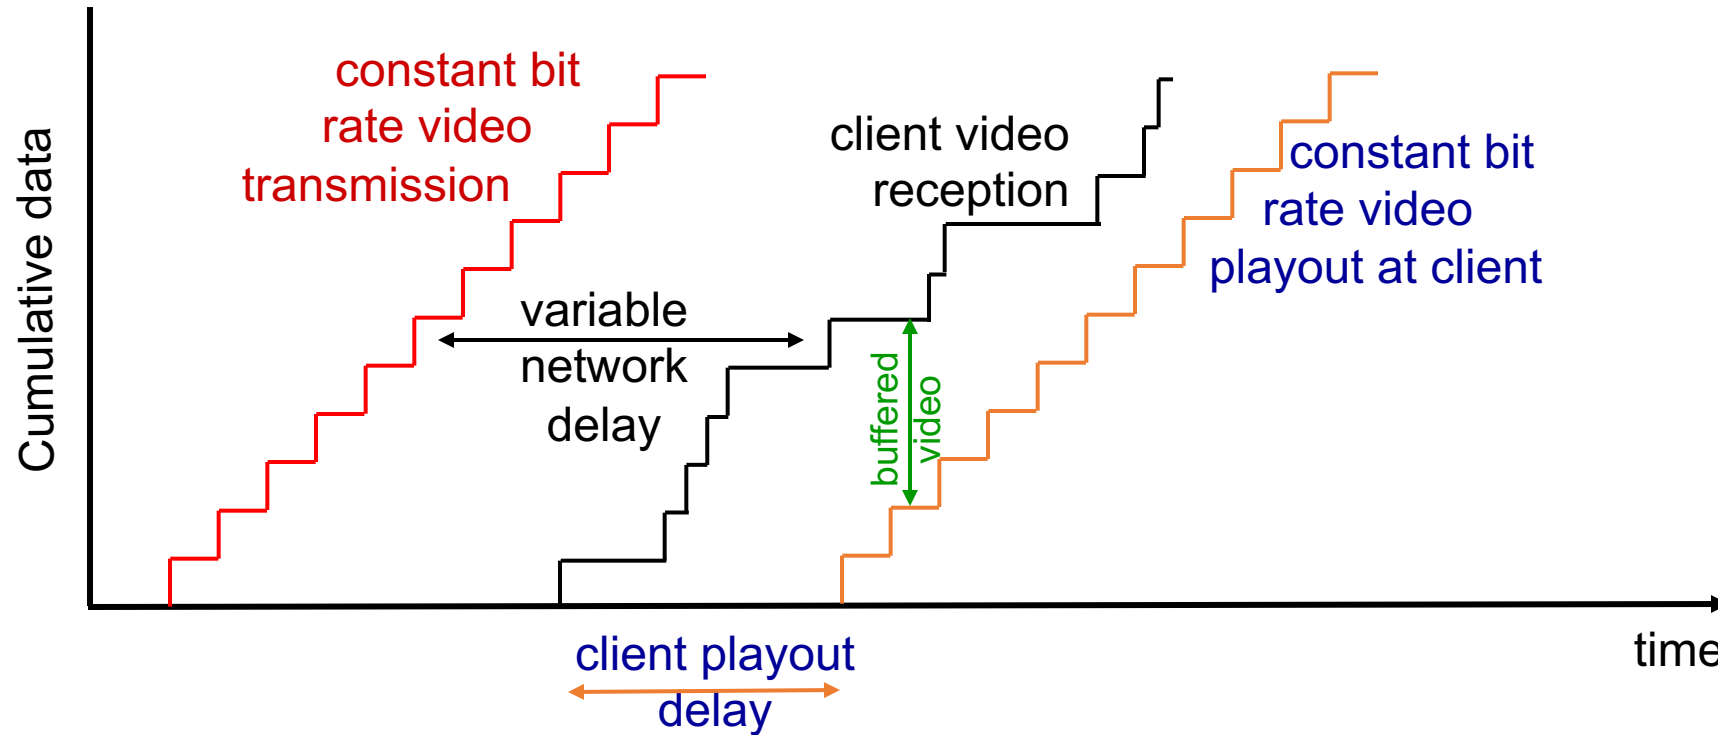 Cumulative data
constant bit
rate video
transmission
variable
network
delay
client video
reception
buffered
video
constant bit
rate video
playout at client
client playout
delay
time